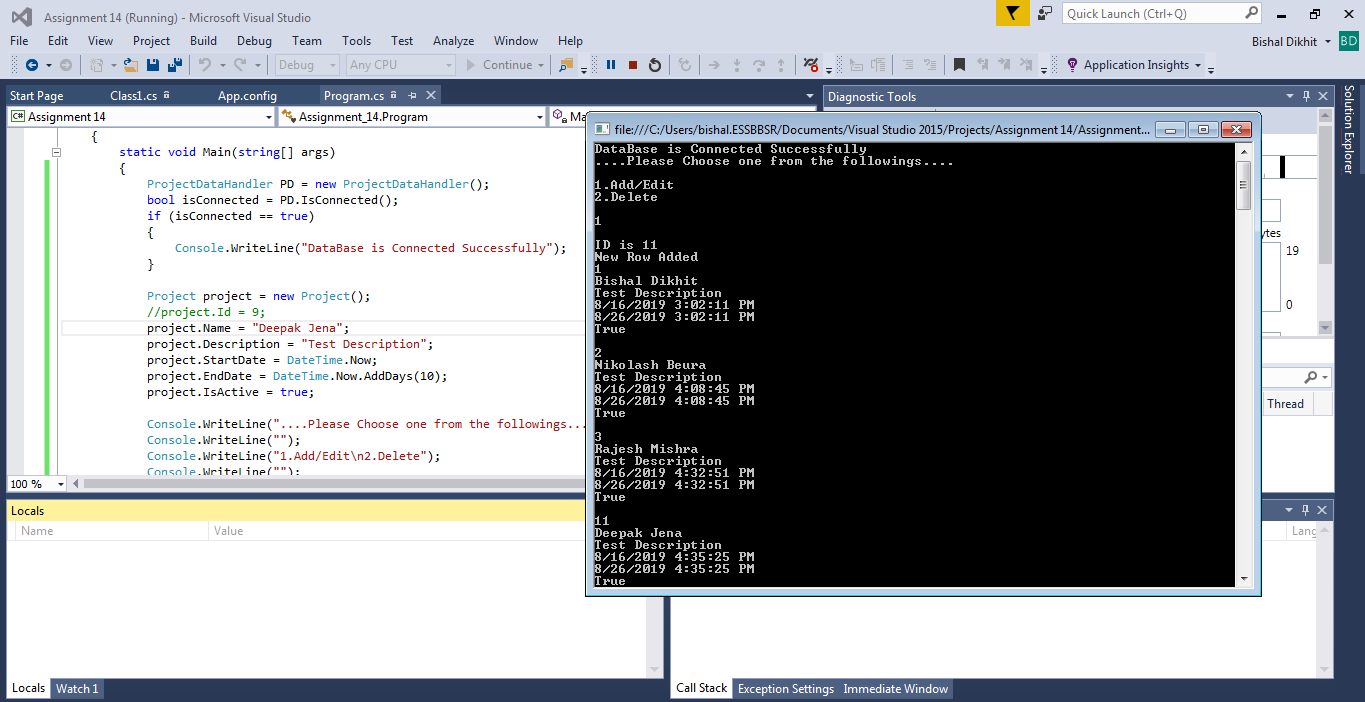 Assignment 14 (Running) - Microsoft Visual Studio
Quick Launch (Ctrl+Q)
File Edit View Project Build Debug Team Tools Test Analyze Window Help
Bishal Dikhit BD
Debug Any CPU Continue Application Insights
Start Page Class1.cs App.config Program.cs
C# Assignment 14 Assignment_14.Program
{
static void Main(string[] args)
{
ProjectDataHandler PD = new ProjectDataHandler();
bool isConnected = PD.IsConnected();
if (isConnected == true)
{
Console.WriteLine("DataBase is Connected Successfully");
}
Project project = new Project();
//project.Id = 9;
project.Name = "Deepak Jena";
project.Description = "Test Description";
project.StartDate = DateTime.Now;
project.EndDate = DateTime.Now.AddDays(10);
project.IsActive = true;
Console.WriteLine("....Please Choose one from the followings...
Console.WriteLine("");
Console.WriteLine("1.Add/Edit\n2.Delete");
Console.WriteLine("");
100 %
Diagnostic Tools
Solution Explorer
19
0
Thread
file:///C:/Users/bishal.ESSBBSR/Documents/Visual Studio 2015/Projects/Assignment 14/Assignment...
DataBase is Connected Successfully
....Please Choose one from the followings....
1.Add/Edit
2.Delete
1
ID is 11
New Row Added
1
Bishal Dikhit
Test Description
8/16/2019 3:02:11 PM
8/26/2019 3:02:11 PM
True
2
Nikolash Beura
Test Description
8/16/2019 4:08:45 PM
8/26/2019 4:08:45 PM
True
3
Rajesh Mishra
Test Description
8/16/2019 4:32:51 PM
8/26/2019 4:32:51 PM
True
11
Deepak Jena
Test Description
8/16/2019 4:35:25 PM
8/26/2019 4:35:25 PM
True
Locals
Name Value
Lang
Locals Watch 1
Call Stack Exception Settings Immediate Window